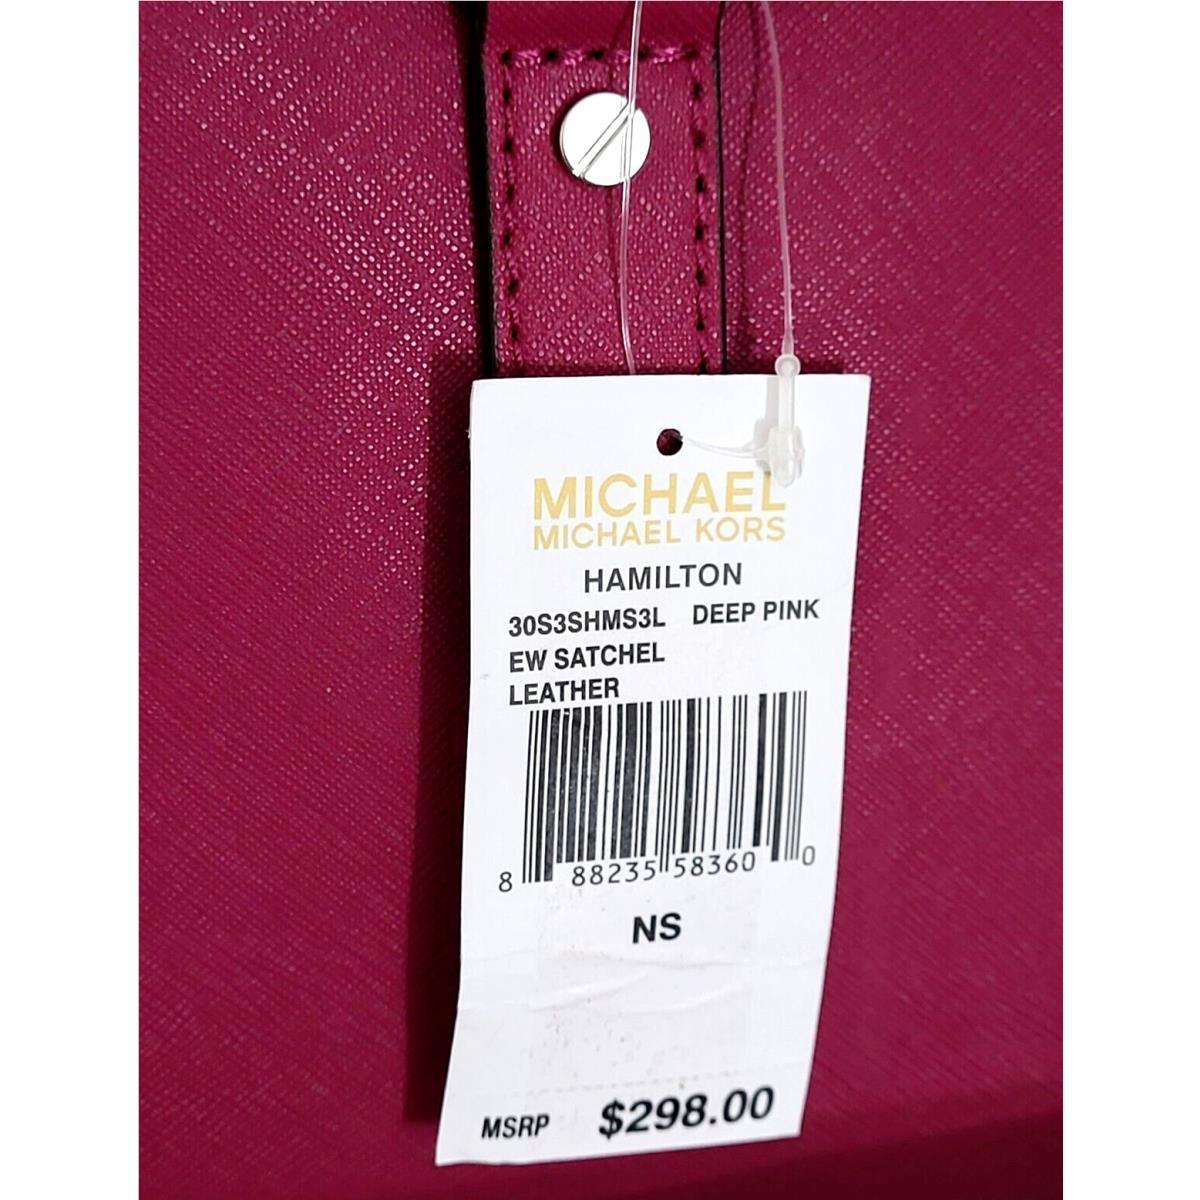 MICHAEL
MICHAEL KORS
HAMILTON
30S3SHMS3L DEEP PINK
EW SATCHEL
LEATHER
8 88235 58360 0
NS
MSRP $298.00